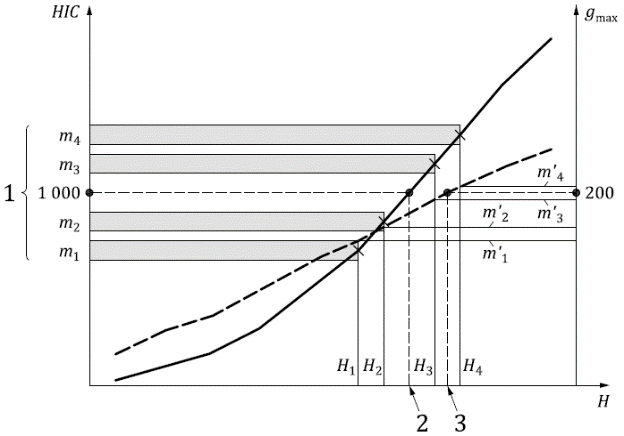 HIC
g_max
m₄
m′₄
1
m₃
1 000
200
m′₃
m₂
m′₂
m₁
m′₁
H₁
H₂
H₃
H₄
H
2
3